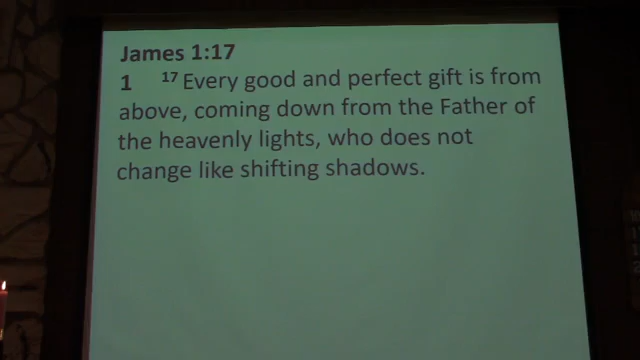 James 1:17
1 17 Every good and perfect gift is from
above, coming down from the Father of
the heavenly lights, who does not
change like shifting shadows.